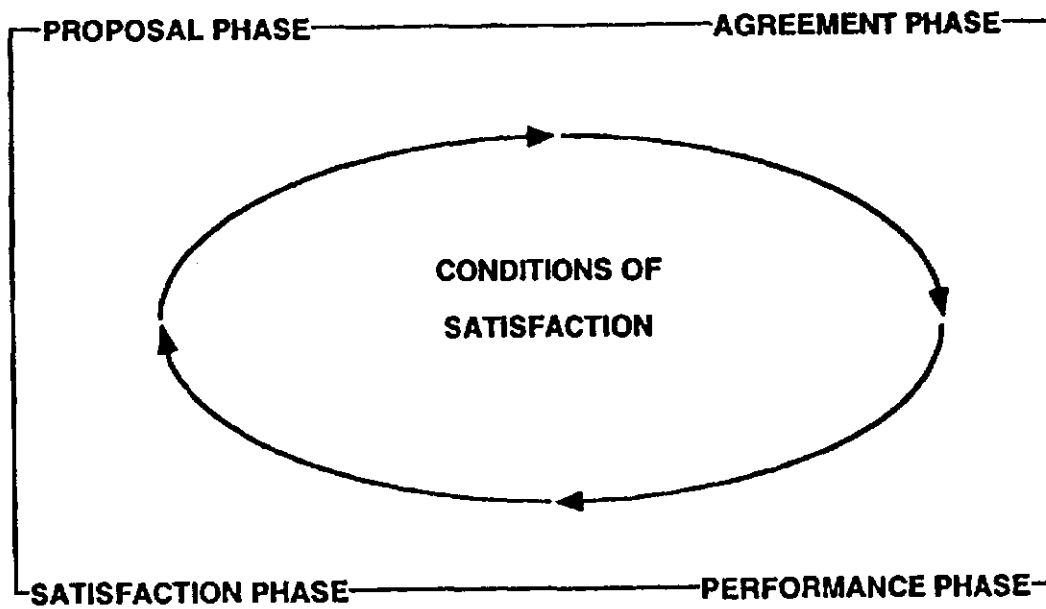 PROPOSAL PHASE
AGREEMENT PHASE
CONDITIONS OF
SATISFACTION
SATISFACTION PHASE
PERFORMANCE PHASE